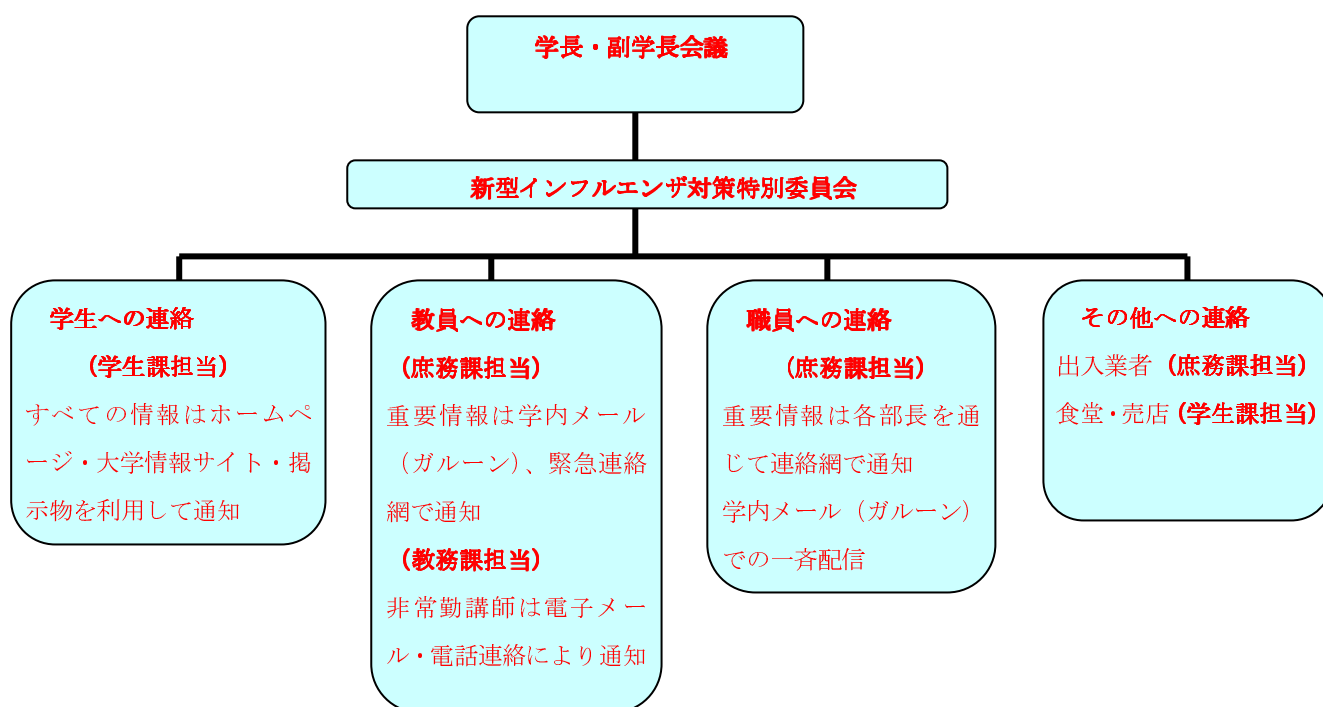 学長・副学長会議
新型インフルエンザ対策特別委員会
学生への連絡
（学生課担当）
すべての情報はホームペ
ージ・大学情報サイト・掲
示物を利用して通知
教員への連絡
（庶務課担当）
重要情報は学内メール
（ガルーン）、緊急連絡
網で通知
（教務課担当）
非常勤講師は電子メー
ル・電話連絡により通知
職員への連絡
（庶務課担当）
重要情報は各部長を通
じて連絡網で通知
学内メール（ガルーン）
での一斉配信
その他への連絡
出入業者（庶務課担当）
食堂・売店（学生課担当）